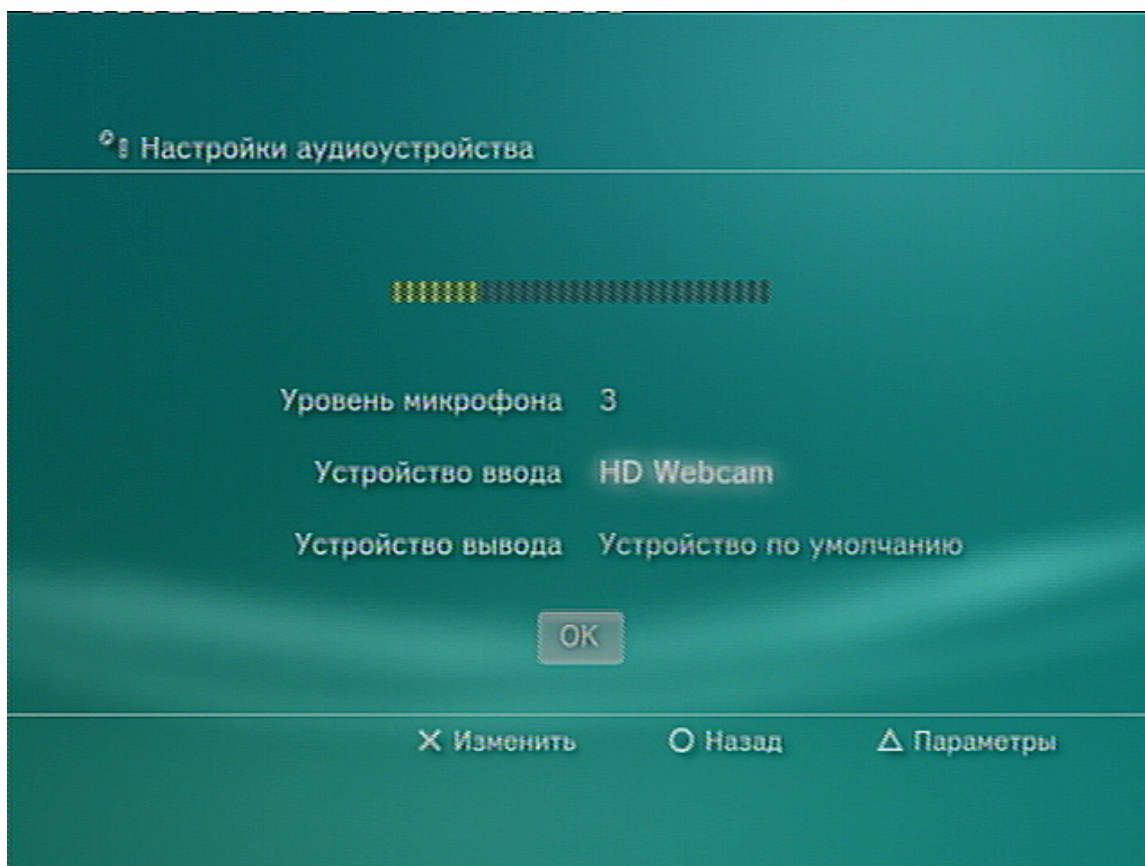 Настройки аудиоустройства
Уровень микрофона 3
Устройство ввода HD Webcam
Устройство вывода Устройство по умолчанию
OK
Изменить Назад Параметры